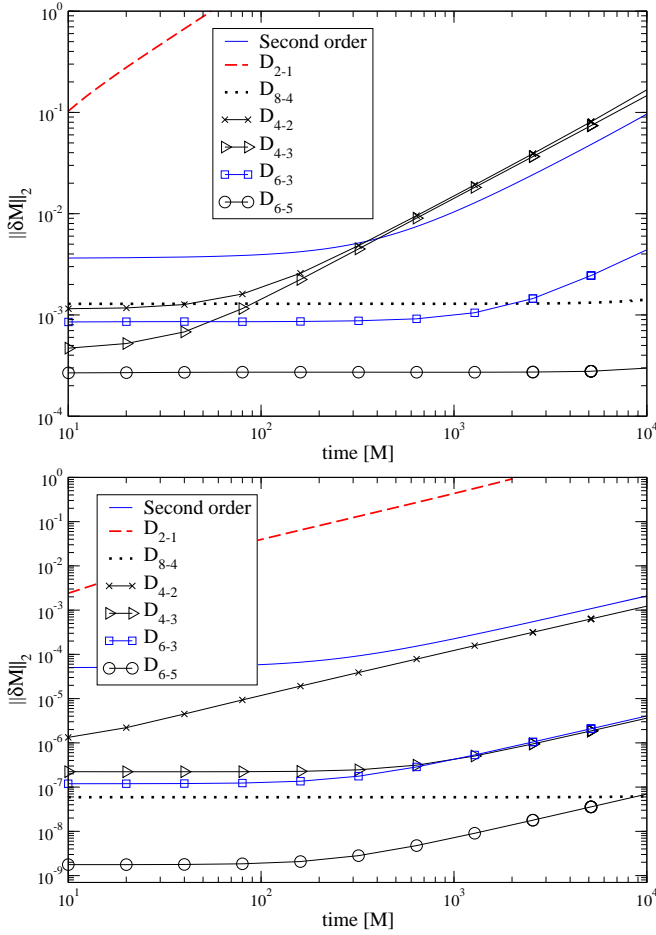 10^0
10^-1
10^-2
10^-3
10^-4
||δM||_2
Second order
D_2-1
D_8-4
D_4-2
D_4-3
D_6-3
D_6-5
10^1
10^2
10^3
10^4
time [M]
10^0
10^-1
10^-2
10^-3
10^-4
10^-5
10^-6
10^-7
10^-8
10^-9
||δM||_2
Second order
D_2-1
D_8-4
D_4-2
D_4-3
D_6-3
D_6-5
10^1
10^2
10^3
10^4
time [M]